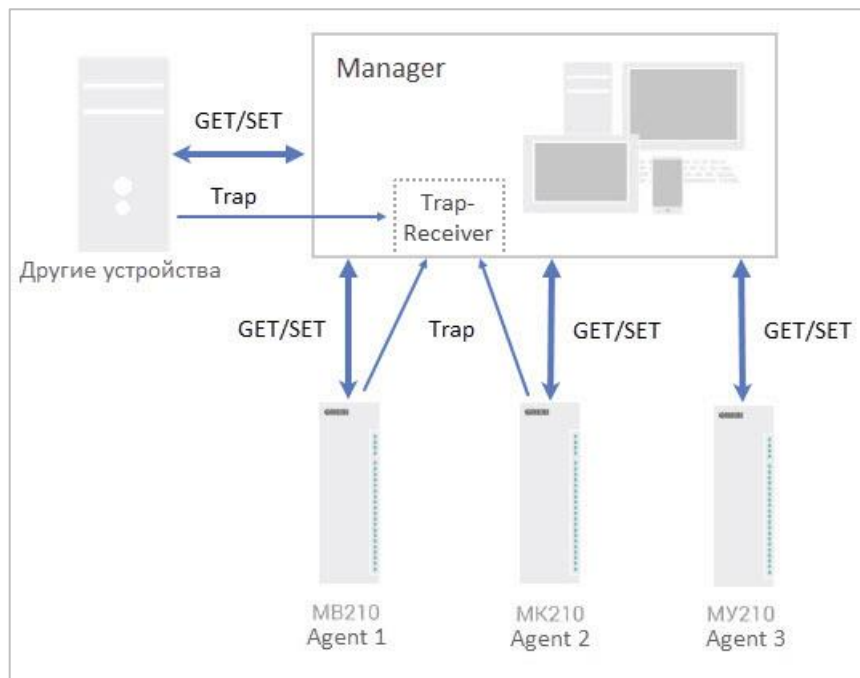 Manager
GET/SET
Trap
Trap-
Receiver
Другие устройства
GET/SET
Trap
GET/SET
GET/SET
МВ210
Agent 1
МК210
Agent 2
МУ210
Agent 3